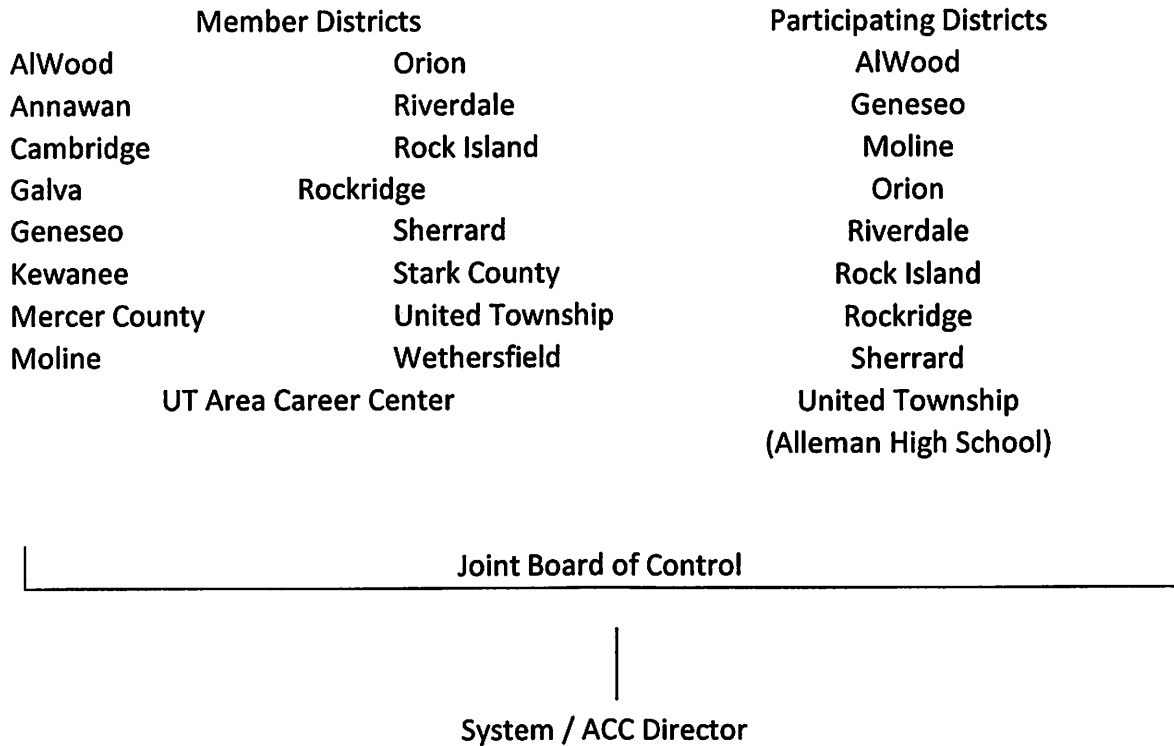 Member Districts Participating Districts
AlWood Orion AlWood
Annawan Riverdale Geneseo
Cambridge Rock Island Moline
Galva Rockridge Orion
Geneseo Sherrard Riverdale
Kewanee Stark County Rock Island
Mercer County United Township Rockridge
Moline Wethersfield Sherrard
UT Area Career Center United Township
(Alleman High School)
Joint Board of Control
System / ACC Director